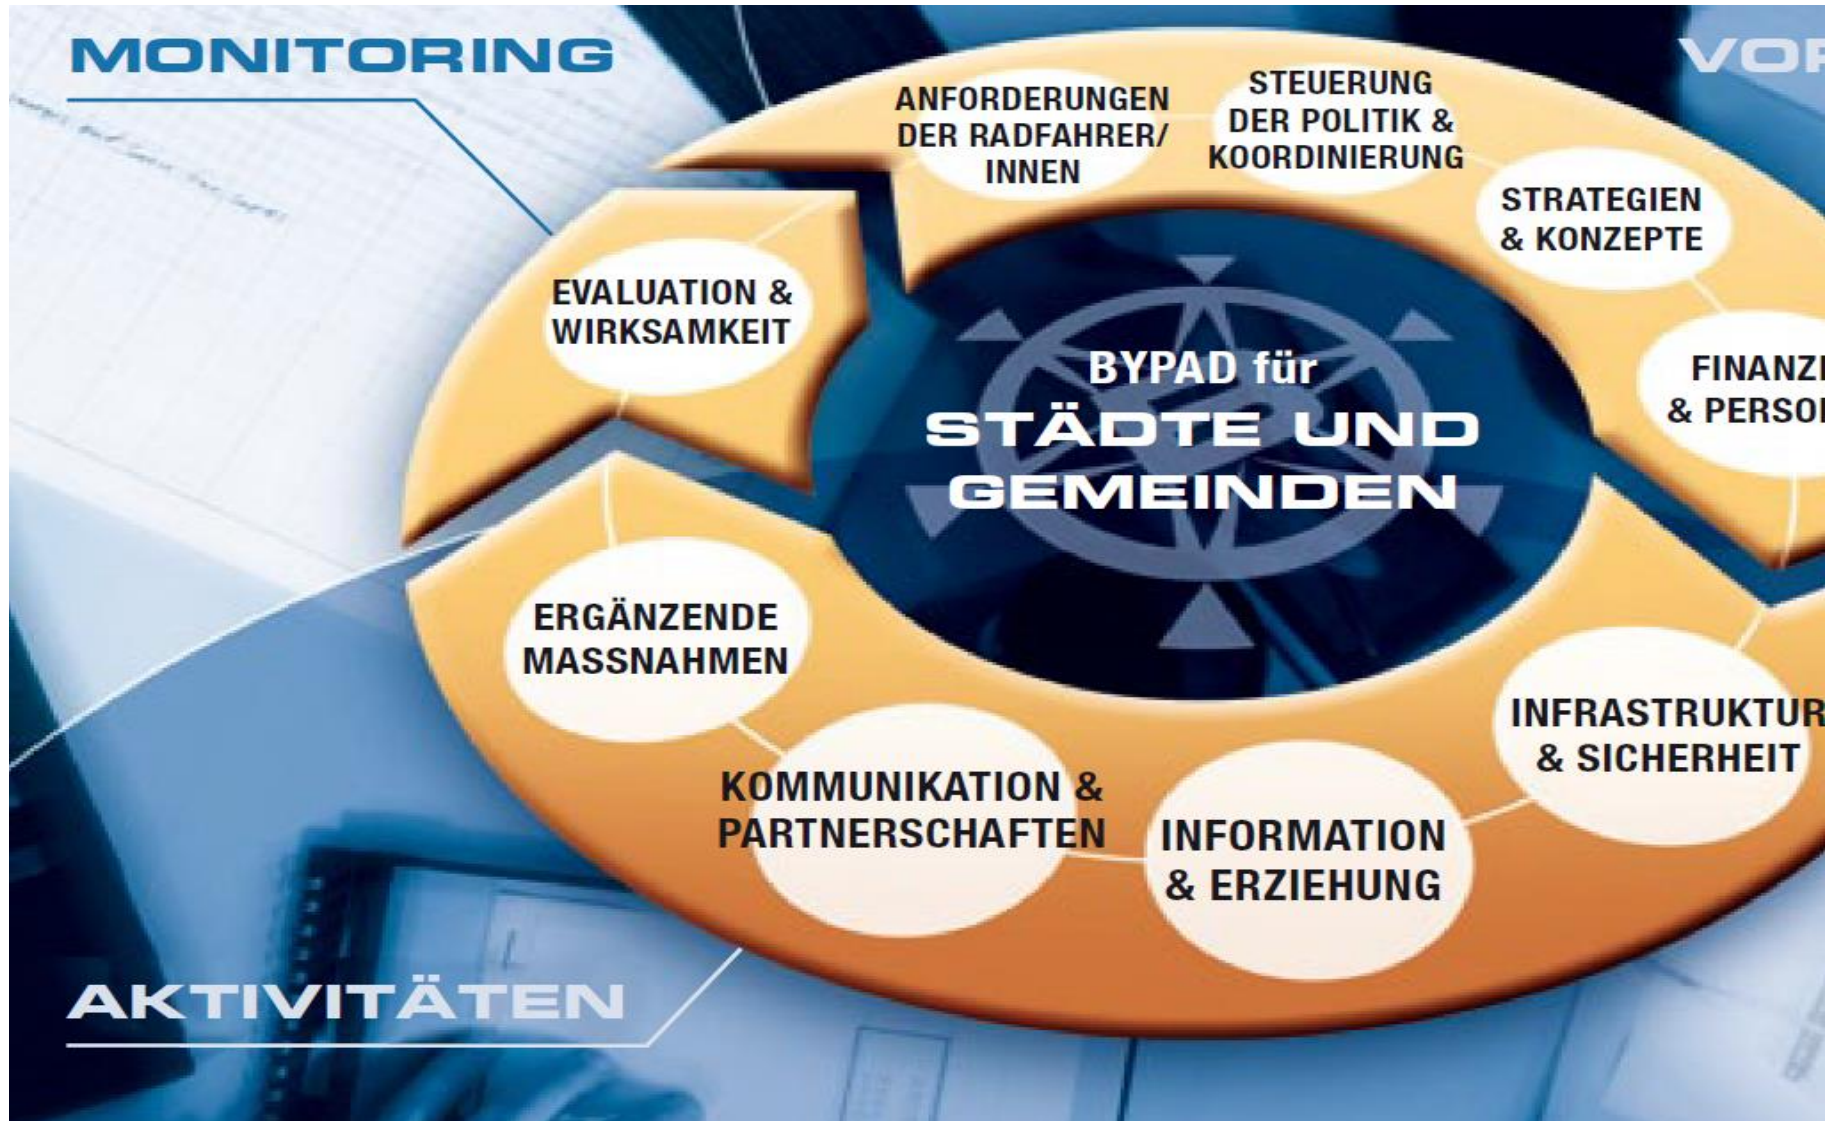 MONITORING
ANFORDERUNGEN
DER RADFAHRER/
INNEN
STEUERUNG
DER POLITIK &
KOORDINIERUNG
STRATEGIEN
& KONZEPTE
EVALUATION &
WIRKSAMKEIT
BYPAD für
STÄDTE UND
GEMEINDEN
ERGÄNZENDE
MASSNAHMEN
KOMMUNIKATION &
PARTNERSCHAFTEN
INFORMATION
& ERZIEHUNG
INFRASTRUKTUR
& SICHERHEIT
AKTIVITÄTEN